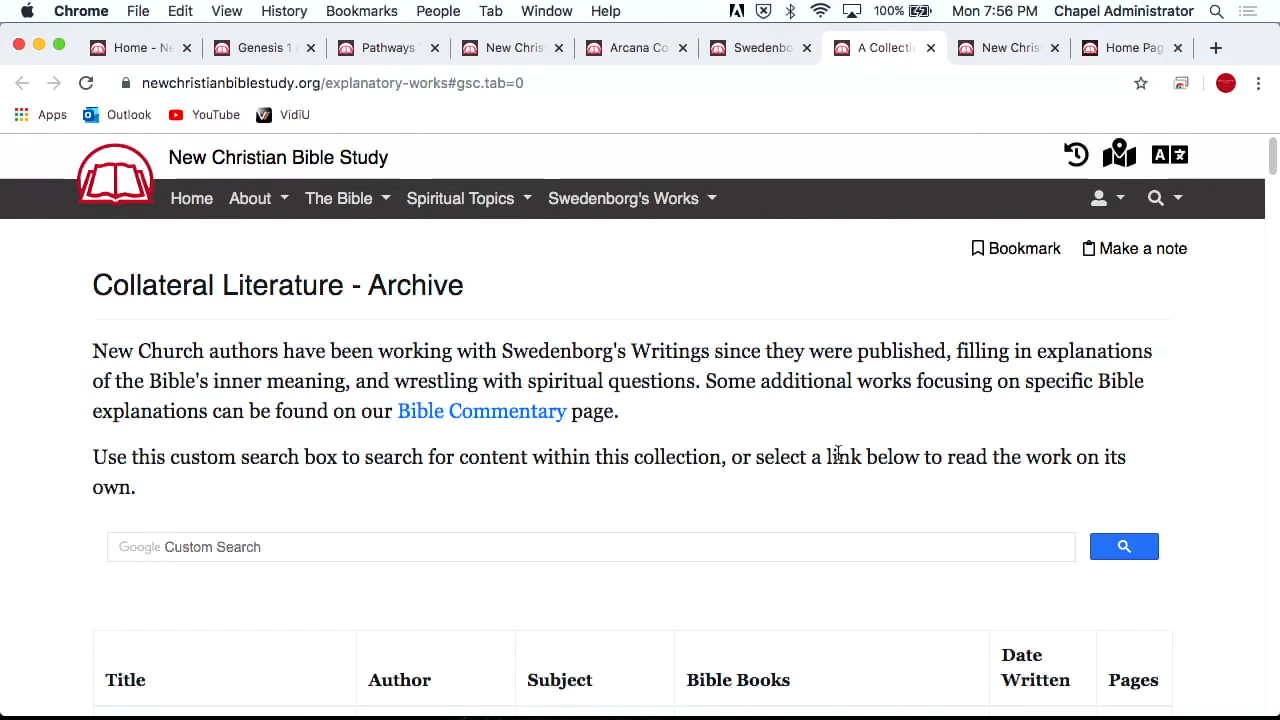 Chrome File Edit View History Bookmarks People Tab Window Help 100% Mon 7:56 PM Chapel Administrator
Home - Ne Genesis 1 Pathways New Chris Arcana Co Swedenbo A Collecti New Chris Home Pag
newchristianbiblestudy.org/explanatory-works#gsc.tab=0
Apps Outlook YouTube VidiU
New Christian Bible Study
Home About The Bible Spiritual Topics Swedenborg's Works
Bookmark Make a note
Collateral Literature - Archive
New Church authors have been working with Swedenborg's Writings since they were published, filling in explanations
of the Bible's inner meaning, and wrestling with spiritual questions. Some additional works focusing on specific Bible
explanations can be found on our Bible Commentary page.
Use this custom search box to search for content within this collection, or select a link below to read the work on its
own.
Google Custom Search
Title Author Subject Bible Books Date Written Pages